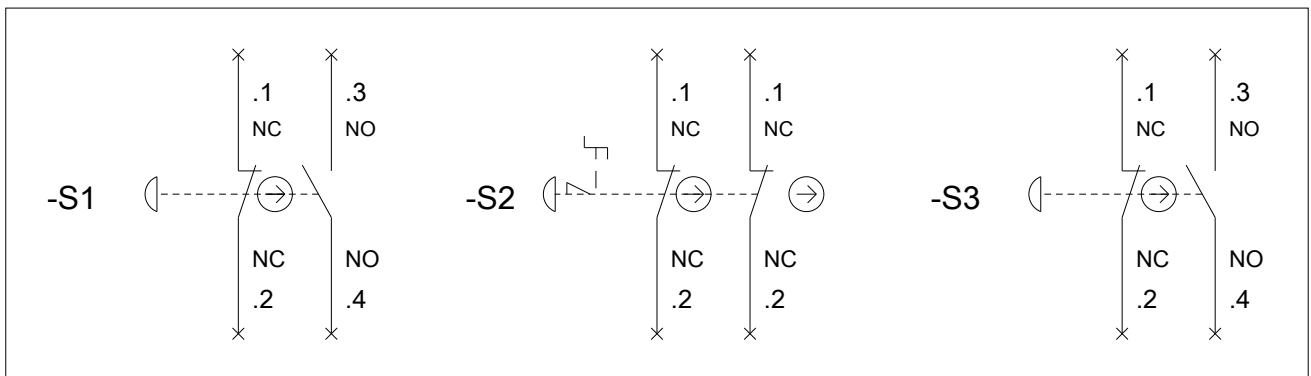 .1 .3 .1 .1 .1 .3
NC NO NC NC NC NO
-S1 -S2 -S3
NC NO NC NC NC NO
.2 .4 .2 .2 .2 .4